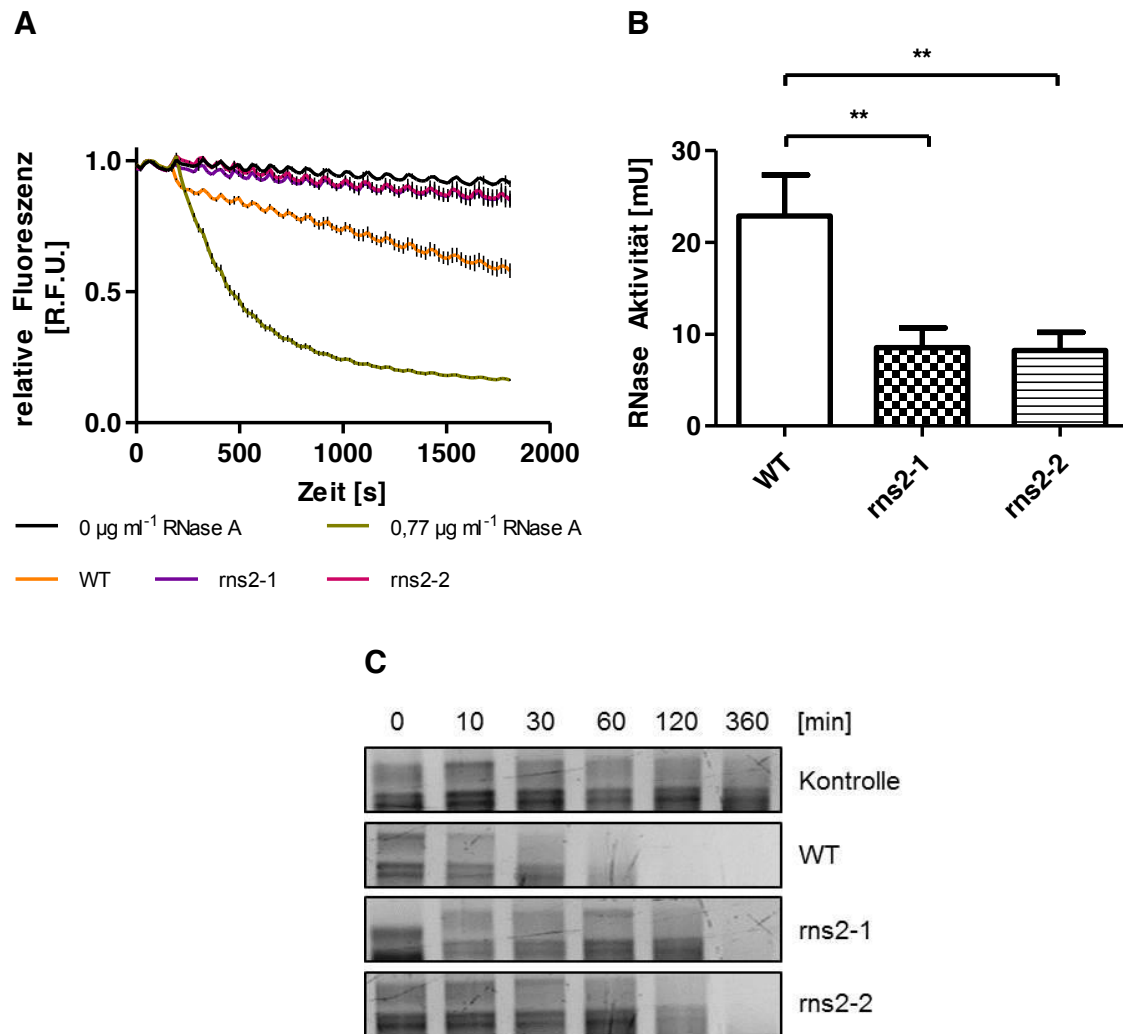 A
relative Fluoreszenz
[R.F.U.]
1.0
0.5
0.0
0 500 1000 1500 2000
Zeit [s]
0 µg ml⁻¹ RNase A
0,77 µg ml⁻¹ RNase A
WT
rns2-1
rns2-2
B
**
**
RNase Aktivität [mU]
30
20
10
0
WT
rns2-1
rns2-2
C
0 10 30 60 120 360 [min]
Kontrolle
WT
rns2-1
rns2-2